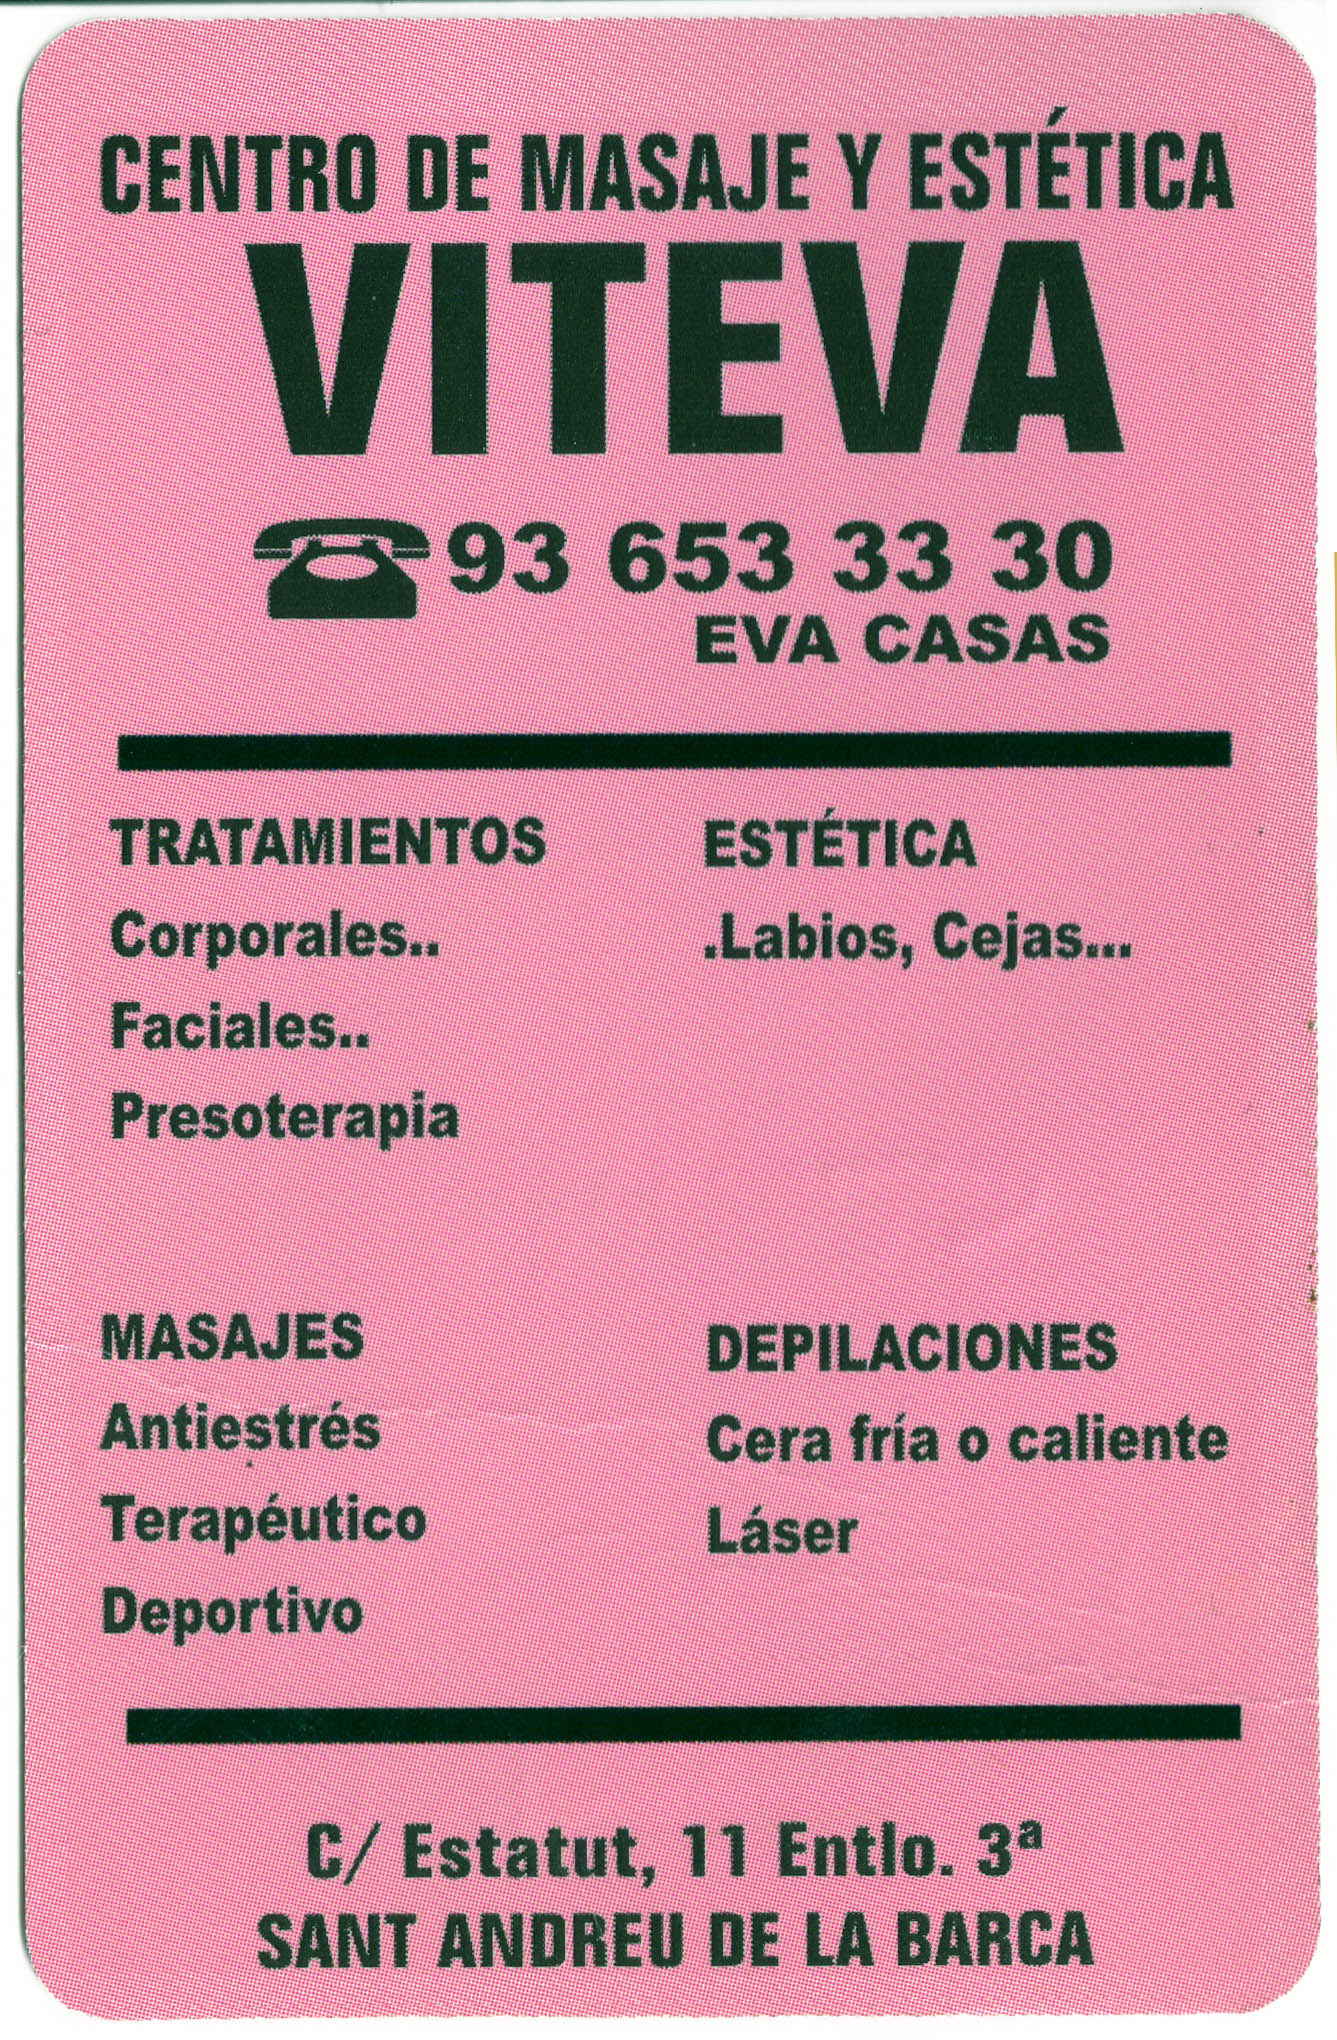 CENTRO DE MASAJE Y ESTÉTICA
VITEVA
93 653 33 30
EVA CASAS
TRATAMIENTOS
Corporales..
Faciales..
Presoterapia
ESTÉTICA
.Labios, Cejas...
MASAJES
Antiestrés
Terapéutico
Deportivo
DEPILACIONES
Cera fría o caliente
Láser
C/ Estatut, 11 Entlo. 3ª
SANT ANDREU DE LA BARCA